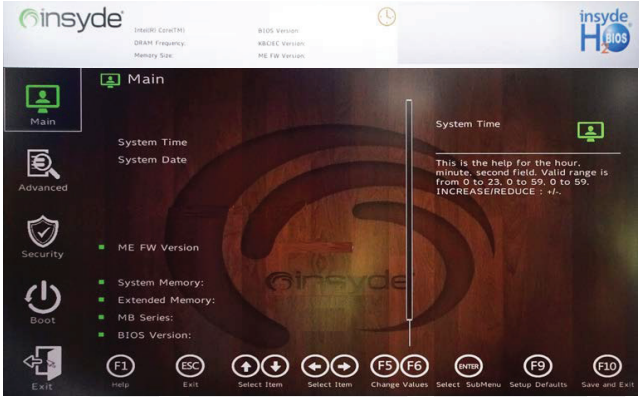 insyde
Intel(R) Core(TM)
BIOS Version:
DRAM Frequency:
KBC/EC Version:
Memory Size:
ME FW Version:
insyde
H2O BIOS
Main
Main
System Time
System Date
System Time
This is the help for the hour,
minute, second field. Valid range is
from 0 to 23, 0 to 59, 0 to 59.
INCREASE/REDUCE : +/-.
Advanced
Security
ME FW Version
insyde
System Memory:
Extended Memory:
MB Series:
BIOS Version:
Boot
Exit
F1
Help
ESC
Exit
Select Item
Select Item
F5 F6
Change Values
ENTER
Select SubMenu
F9
Setup Defaults
F10
Save and Exit